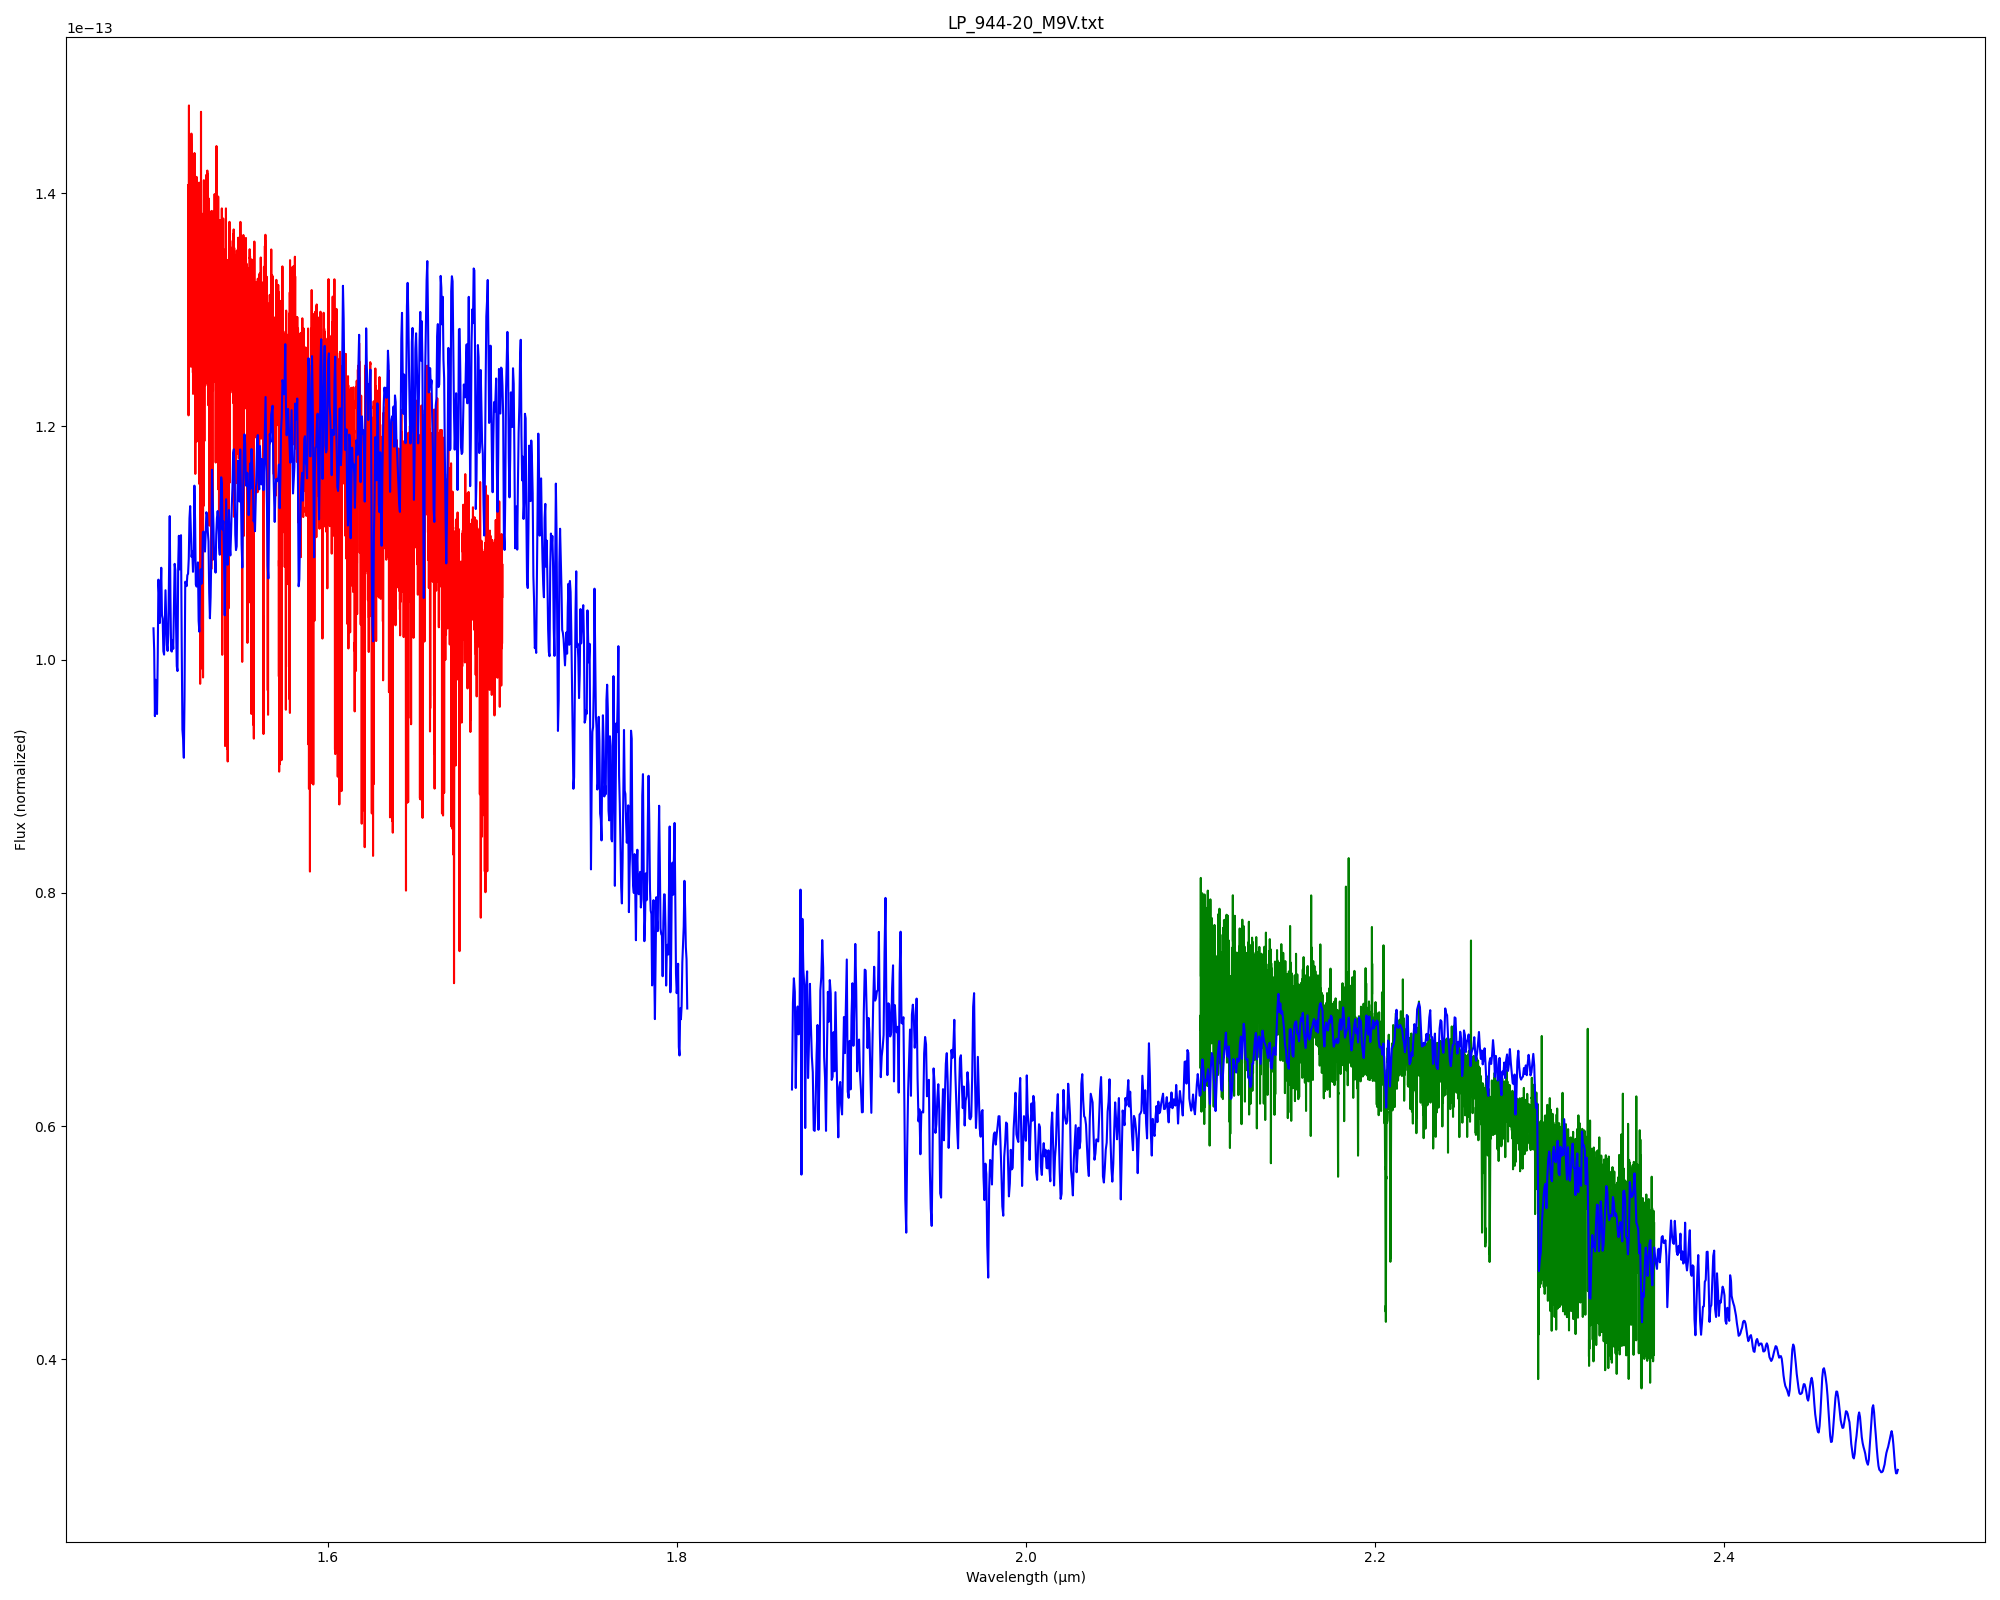 LP_944-20_M9V.txt
1e−13
1.4
1.2
1.0
0.8
0.6
0.4
Flux (normalized)
1.6
1.8
2.0
2.2
2.4
Wavelength (μm)